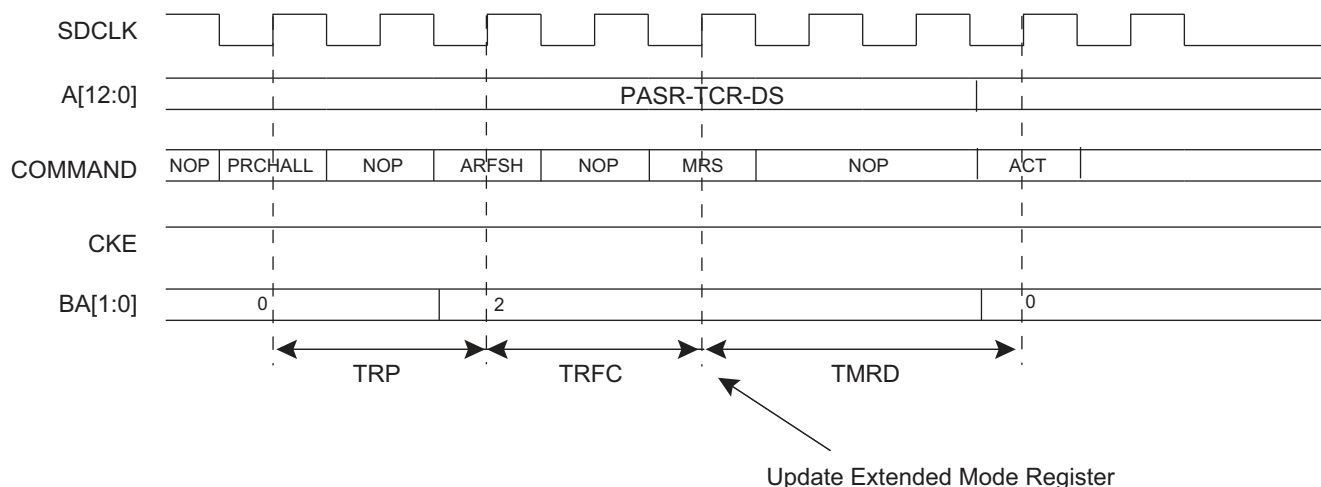 SDCLK
A[12:0] PASR-TCR-DS
COMMAND NOP PRCHALL NOP ARFSH NOP MRS NOP ACT
CKE
BA[1:0] 0 2 0
TRP TRFC TMRD
Update Extended Mode Register